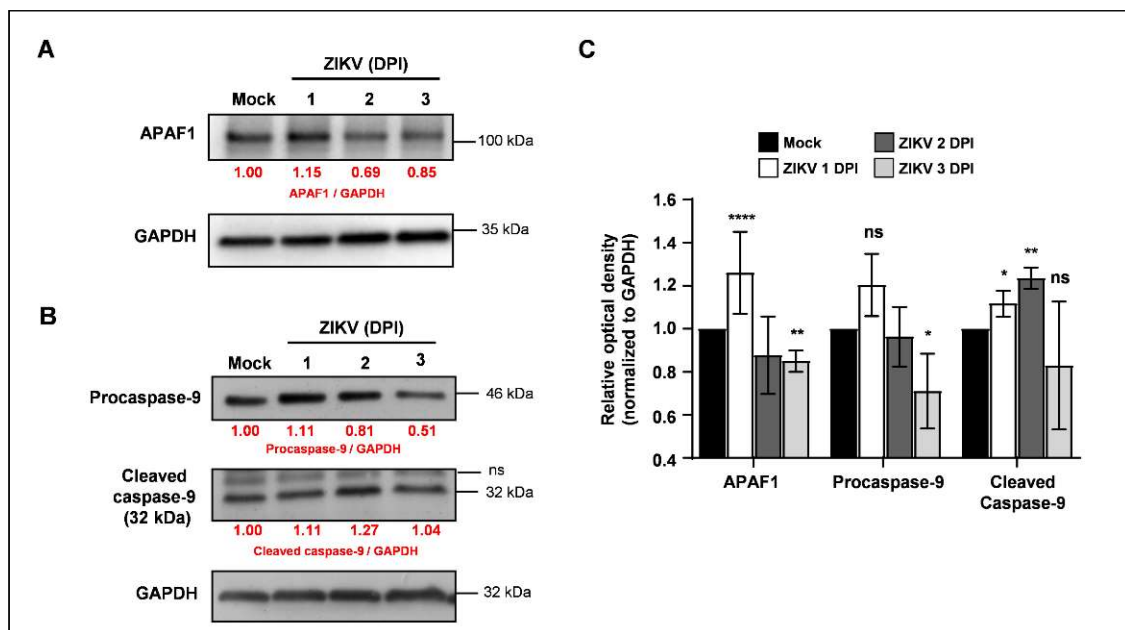 A
ZIKV (DPI)
Mock 1 2 3
APAF1
100 kDa
1.00 1.15 0.69 0.85
APAF1 / GAPDH
GAPDH
35 kDa
B
ZIKV (DPI)
Mock 1 2 3
Procaspase-9
46 kDa
1.00 1.11 0.81 0.51
Procaspase-9 / GAPDH
ns
Cleaved
caspase-9
(32 kDa)
32 kDa
1.00 1.11 1.27 1.04
Cleaved caspase-9 / GAPDH
GAPDH
32 kDa
C
Mock ZIKV 2 DPI
ZIKV 1 DPI ZIKV 3 DPI
Relative optical density
(normalized to GAPDH)
1.6
1.4
1.2
1.0
0.8
0.6
0.4
**** ** ns * * ** ns
APAF1 Procaspase-9 Cleaved
Caspase-9